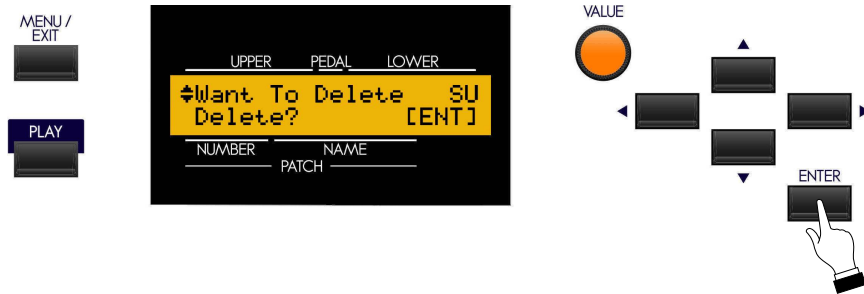 MENU /
EXIT
PLAY
UPPER PEDAL LOWER
Want To Delete SU
Delete? [ENT]
NUMBER NAME
PATCH
VALUE
ENTER